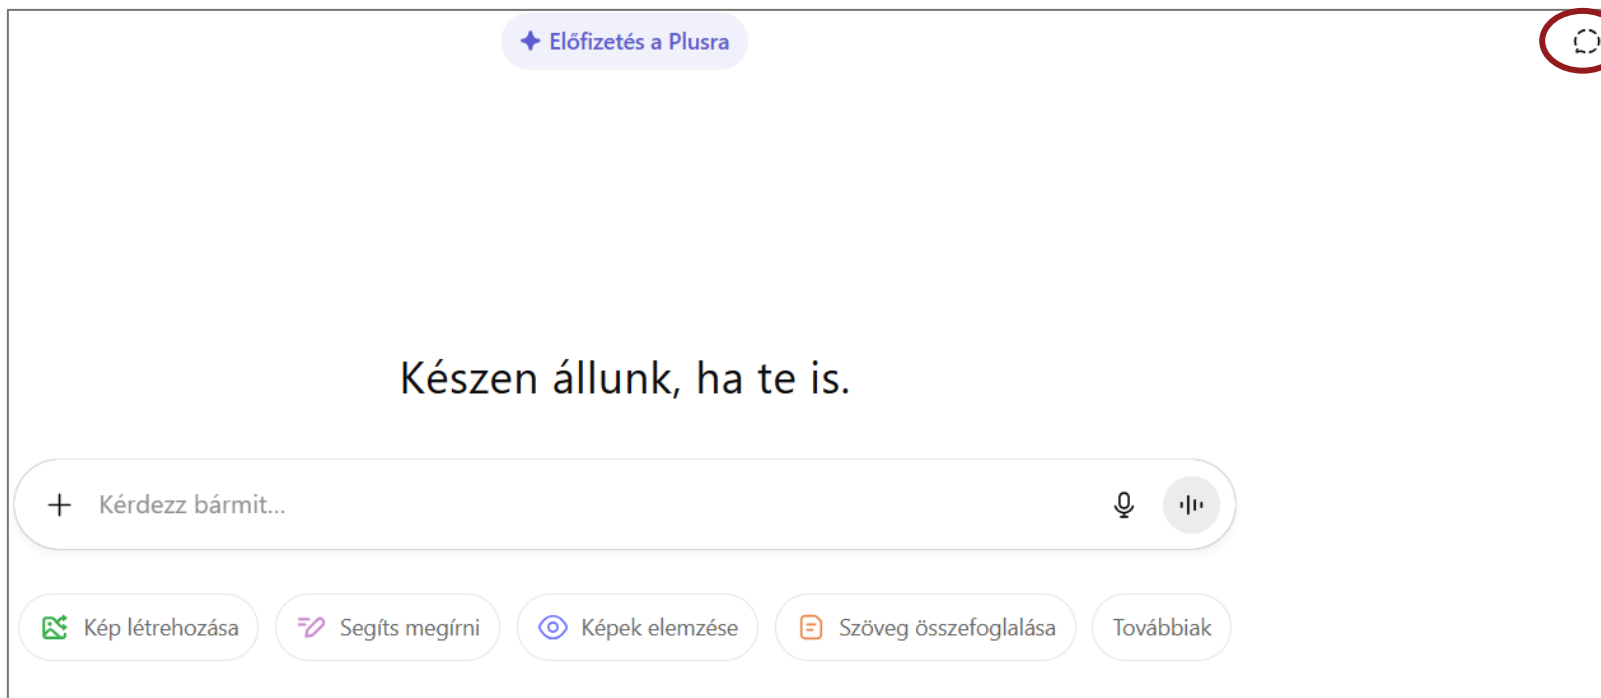 Előfizetés a Plusra
Készen állunk, ha te is.
Kérdezz bármit...
Kép létrehozása
Segíts megírni
Képek elemzése
Szöveg összefoglalása
Továbbiak